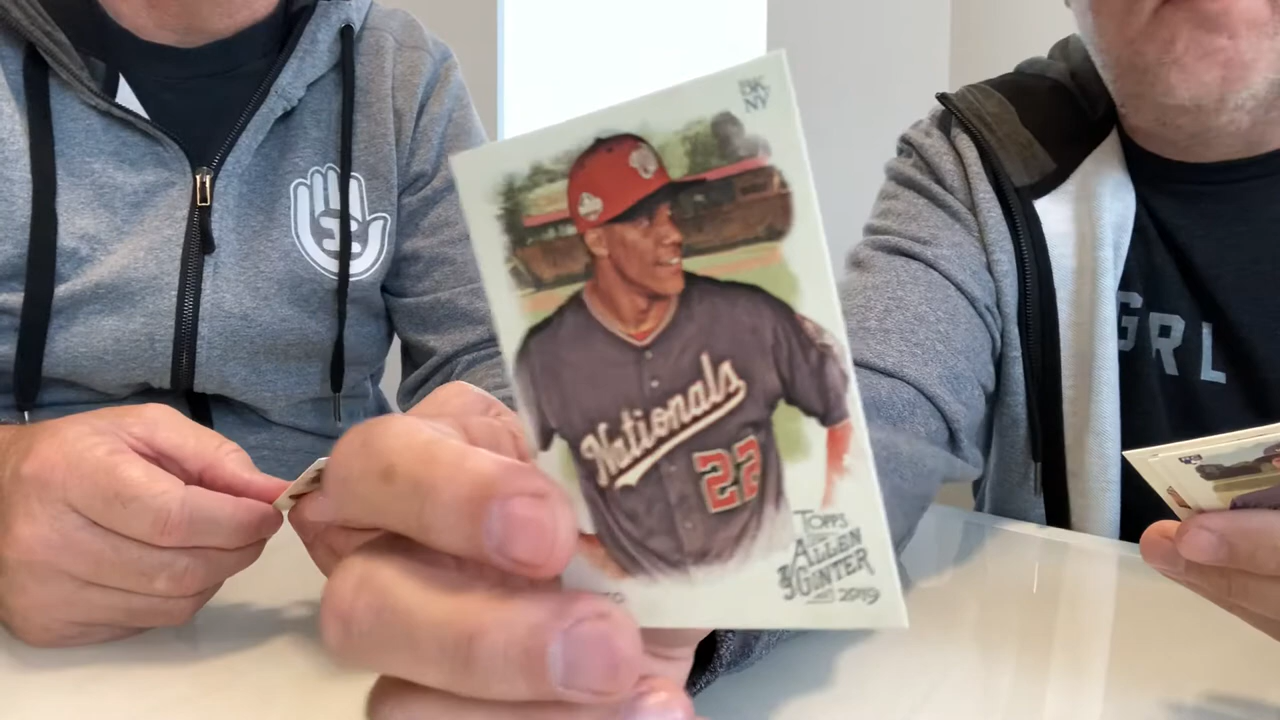 BK
NY
Nationals
22
TOPPS
ALLEN
& GINTER
2019
GRL